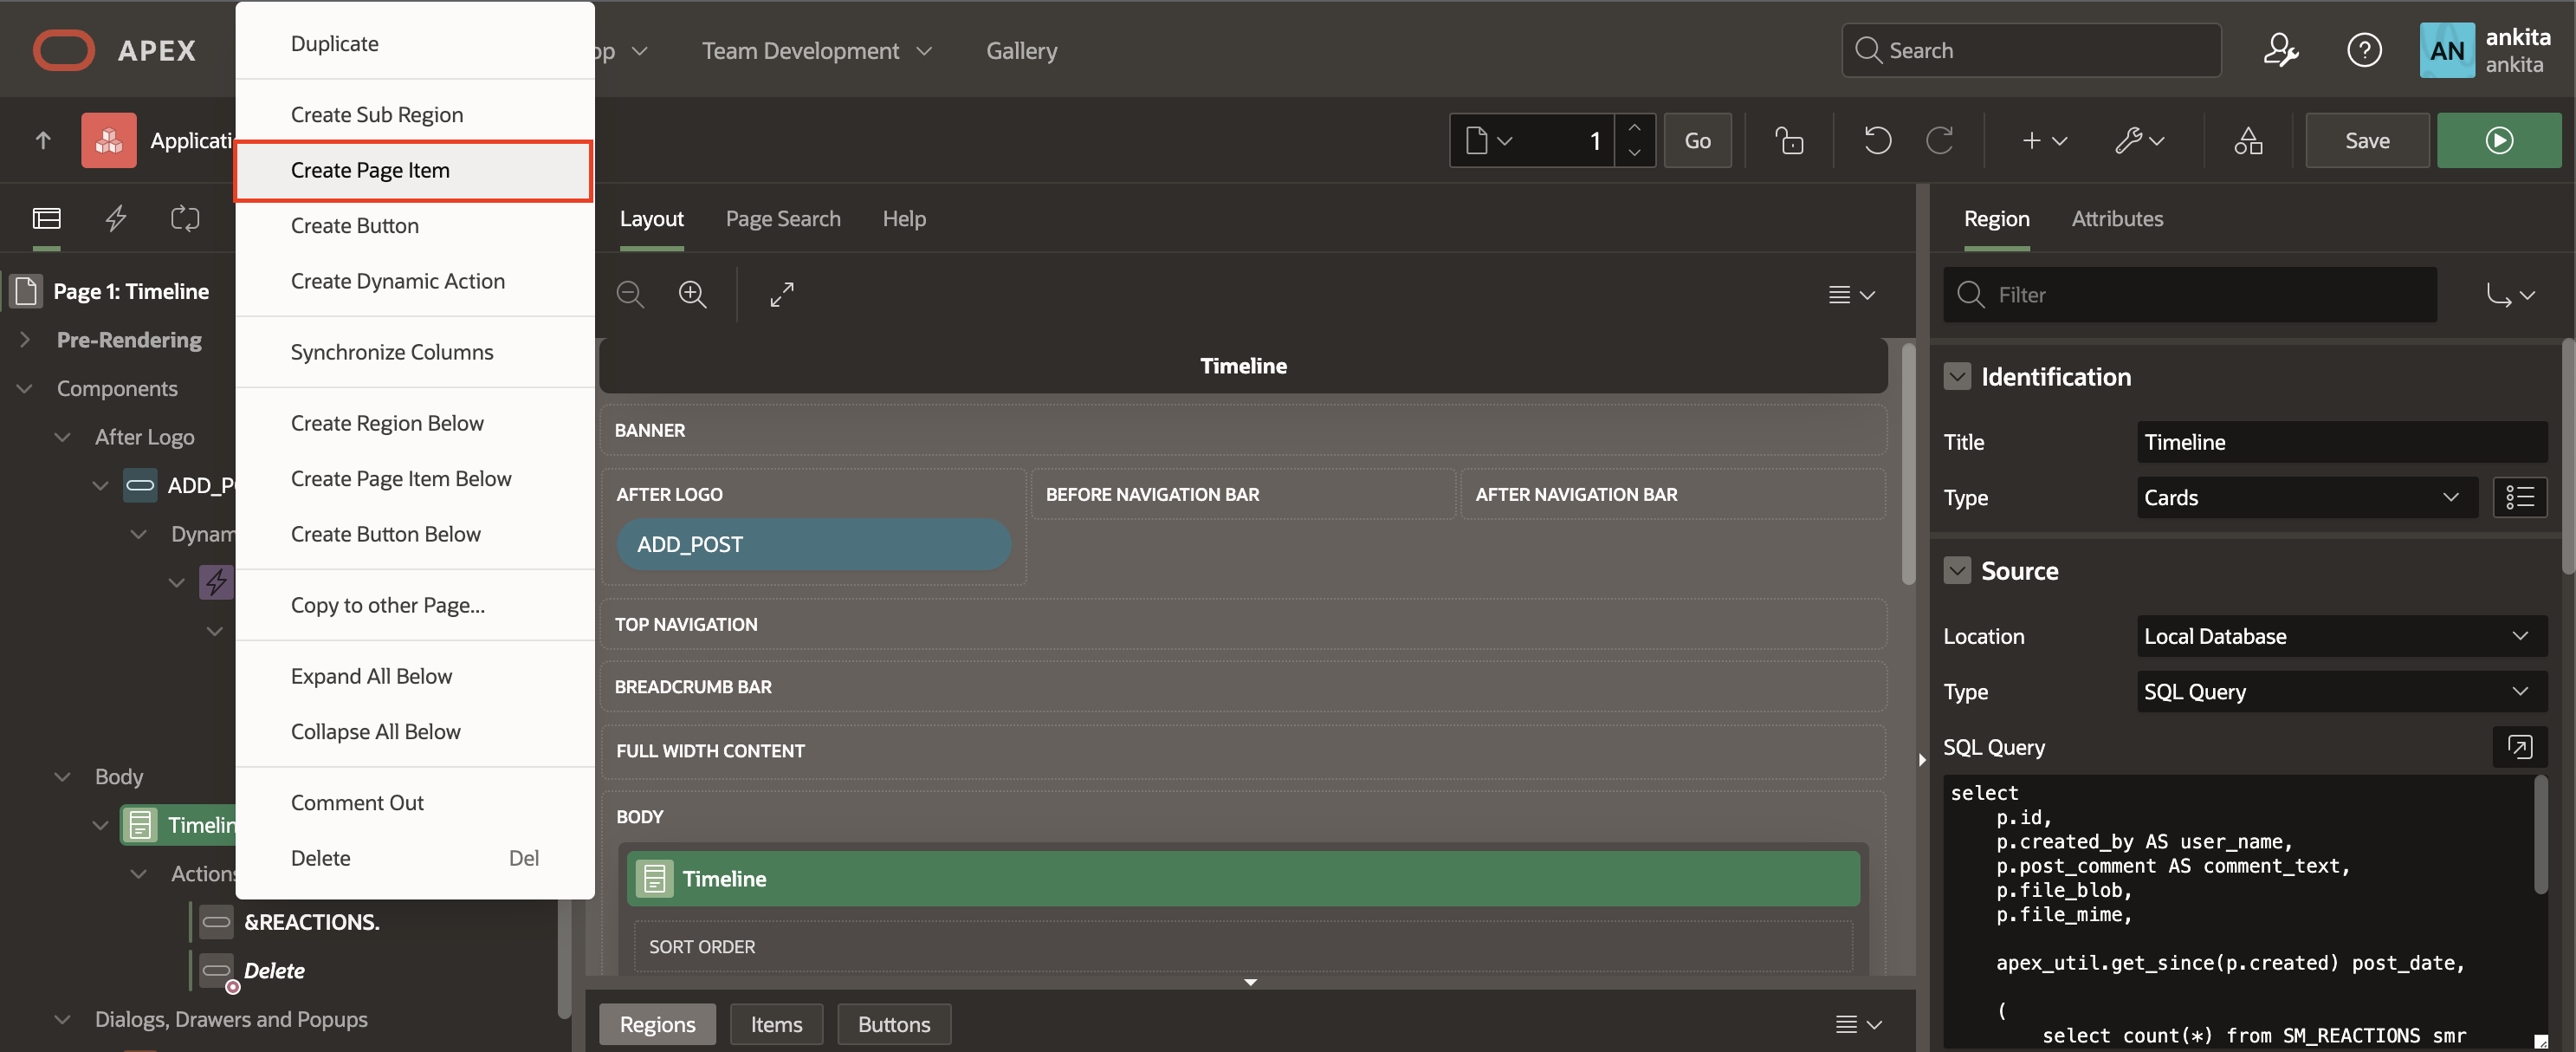 APEX
op
Team Development
Gallery
Search
AN
ankita
ankita
Applicati
1
Go
Save
Duplicate
Create Sub Region
Create Page Item
Create Button
Create Dynamic Action
Synchronize Columns
Create Region Below
Create Page Item Below
Create Button Below
Copy to other Page...
Expand All Below
Collapse All Below
Comment Out
Delete Del
Page 1: Timeline
Pre-Rendering
Components
After Logo
ADD_P
Dynam
Body
Timelin
Actions
&REACTIONS.
Delete
Dialogs, Drawers and Popups
Layout
Page Search
Help
Timeline
BANNER
AFTER LOGO
BEFORE NAVIGATION BAR
AFTER NAVIGATION BAR
ADD_POST
TOP NAVIGATION
BREADCRUMB BAR
FULL WIDTH CONTENT
BODY
Timeline
SORT ORDER
Regions
Items
Buttons
Region
Attributes
Filter
Identification
Title Timeline
Type Cards
Source
Location Local Database
Type SQL Query
SQL Query
select
p.id,
p.created_by AS user_name,
p.post_comment AS comment_text,
p.file_blob,
p.file_mime,
apex_util.get_since(p.created) post_date,
(
select count(*) from SM_REACTIONS smr